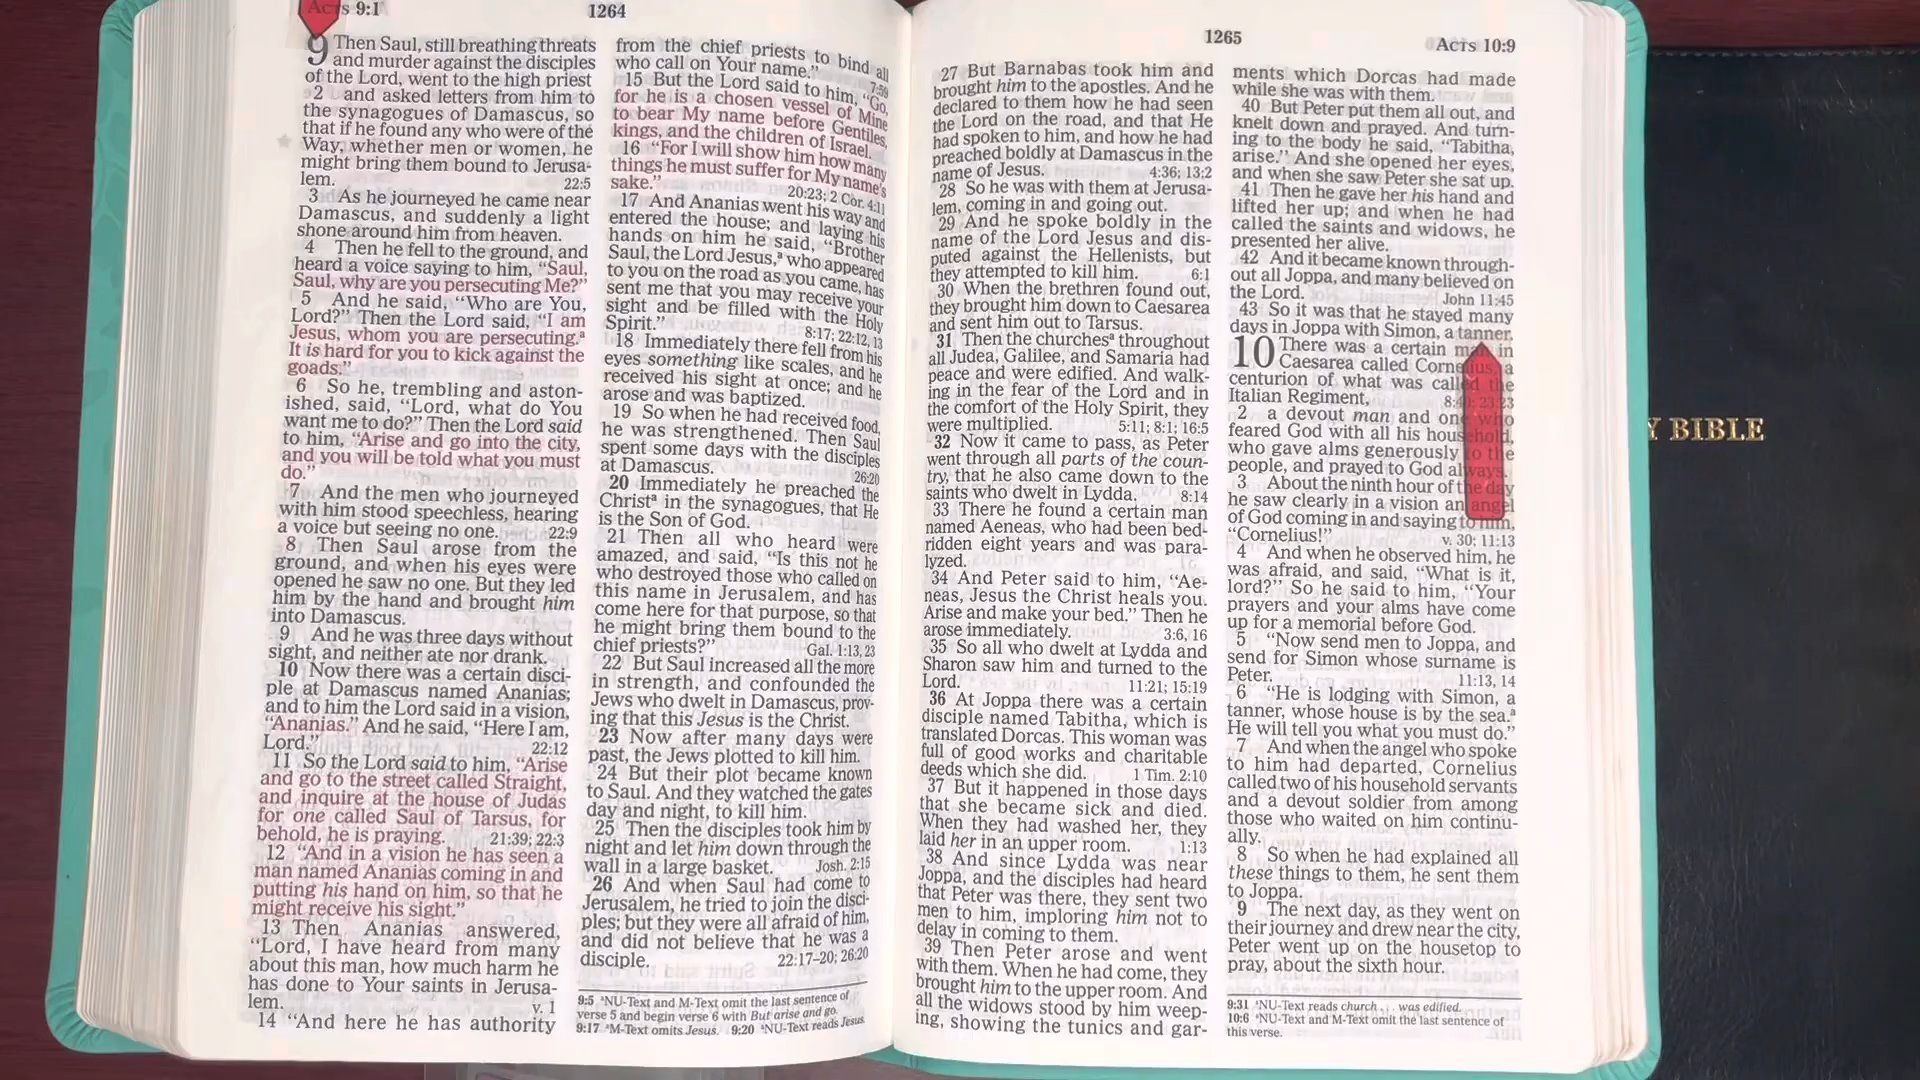 Acts 9:1
1264
9 Then Saul, still breathing threats
and murder against the disciples
of the Lord, went to the high priest
2 and asked letters from him to
the synagogues of Damascus, so
that if he found any who were of the
Way, whether men or women, he
might bring them bound to Jerusa-
lem. 22:5
3 As he journeyed he came near
Damascus, and suddenly a light
shone around him from heaven.
4 Then he fell to the ground, and
heard a voice saying to him, “Saul,
Saul, why are you persecuting Me?”
5 And he said, “Who are You,
Lord?” Then the Lord said, “I am
Jesus, whom you are persecuting.a
It is hard for you to kick against the
goads.”
6 So he, trembling and aston-
ished, said, “Lord, what do You
want me to do?” Then the Lord said
to him, “Arise and go into the city,
and you will be told what you must
do.”
7 And the men who journeyed
with him stood speechless, hearing
a voice but seeing no one. 22:9
8 Then Saul arose from the
ground, and when his eyes were
opened he saw no one. But they led
him by the hand and brought him
into Damascus.
9 And he was three days without
sight, and neither ate nor drank.
10 Now there was a certain disci-
ple at Damascus named Ananias;
and to him the Lord said in a vision,
“Ananias.” And he said, “Here I am,
Lord.” 22:12
11 So the Lord said to him, “Arise
and go to the street called Straight,
and inquire at the house of Judas
for one called Saul of Tarsus, for
behold, he is praying. 21:39; 22:3
12 “And in a vision he has seen a
man named Ananias coming in and
putting his hand on him, so that he
might receive his sight.”
13 Then Ananias answered,
“Lord, I have heard from many
about this man, how much harm he
has done to Your saints in Jerusa-
lem. v. 1
14 “And here he has authority
from the chief priests to bind all
who call on Your name.” 7:59
15 But the Lord said to him, “Go,
for he is a chosen vessel of Mine
to bear My name before Gentiles,
kings, and the children of Israel.
16 “For I will show him how many
things he must suffer for My name’s
sake.” 20:23; 2 Cor. 4:11
17 And Ananias went his way and
entered the house; and laying his
hands on him he said, “Brother
Saul, the Lord Jesus,a who appeared
to you on the road as you came, has
sent me that you may receive your
sight and be filled with the Holy
Spirit.” 8:17; 22:12, 13
18 Immediately there fell from his
eyes something like scales, and he
received his sight at once; and he
arose and was baptized.
19 So when he had received food,
he was strengthened. Then Saul
spent some days with the disciples
at Damascus. 26:20
20 Immediately he preached the
Christa in the synagogues, that He
is the Son of God.
21 Then all who heard were
amazed, and said, “Is this not he
who destroyed those who called on
this name in Jerusalem, and has
come here for that purpose, so that
he might bring them bound to the
chief priests?” Gal. 1:13, 23
22 But Saul increased all the more
in strength, and confounded the
Jews who dwelt in Damascus, prov-
ing that this Jesus is the Christ.
23 Now after many days were
past, the Jews plotted to kill him.
24 But their plot became known
to Saul. And they watched the gates
day and night, to kill him.
25 Then the disciples took him by
night and let him down through the
wall in a large basket. Josh. 2:15
26 And when Saul had come to
Jerusalem, he tried to join the disci-
ples; but they were all afraid of him,
and did not believe that he was a
disciple. 22:17–20; 26:20
9:5 aNU-Text and M-Text omit the last sentence of
verse 5 and begin verse 6 with But arise and go.
9:17 aM-Text omits Jesus. 9:20 aNU-Text reads Jesus.
1265
Acts 10:9
27 But Barnabas took him and
brought him to the apostles. And he
declared to them how he had seen
the Lord on the road, and that He
had spoken to him, and how he had
preached boldly at Damascus in the
name of Jesus. 4:36; 13:2
28 So he was with them at Jerusa-
lem, coming in and going out.
29 And he spoke boldly in the
name of the Lord Jesus and dis-
puted against the Hellenists, but
they attempted to kill him. 6:1
30 When the brethren found out,
they brought him down to Caesarea
and sent him out to Tarsus.
31 Then the churchesa throughout
all Judea, Galilee, and Samaria had
peace and were edified. And walk-
ing in the fear of the Lord and in
the comfort of the Holy Spirit, they
were multiplied. 5:11; 8:1; 16:5
32 Now it came to pass, as Peter
went through all parts of the coun-
try, that he also came down to the
saints who dwelt in Lydda. 8:14
33 There he found a certain man
named Aeneas, who had been bed-
ridden eight years and was para-
lyzed.
34 And Peter said to him, “Ae-
neas, Jesus the Christ heals you.
Arise and make your bed.” Then he
arose immediately. 3:6, 16
35 So all who dwelt at Lydda and
Sharon saw him and turned to the
Lord. 11:21; 15:19
36 At Joppa there was a certain
disciple named Tabitha, which is
translated Dorcas. This woman was
full of good works and charitable
deeds which she did. 1 Tim. 2:10
37 But it happened in those days
that she became sick and died.
When they had washed her, they
laid her in an upper room. 1:13
38 And since Lydda was near
Joppa, and the disciples had heard
that Peter was there, they sent two
men to him, imploring him not to
delay in coming to them.
39 Then Peter arose and went
with them. When he had come, they
brought him to the upper room. And
all the widows stood by him weep-
ing, showing the tunics and gar-
ments which Dorcas had made
while she was with them.
40 But Peter put them all out, and
knelt down and prayed. And turn-
ing to the body he said, “Tabitha,
arise.” And she opened her eyes,
and when she saw Peter she sat up.
41 Then he gave her his hand and
lifted her up; and when he had
called the saints and widows, he
presented her alive.
42 And it became known through-
out all Joppa, and many believed on
the Lord. John 11:45
43 So it was that he stayed many
days in Joppa with Simon, a tanner.
10 There was a certain man in
Caesarea called Cornelius, a
centurion of what was called the
Italian Regiment, 23:23
2 a devout man and one who
feared God with all his household,
who gave alms generously to the
people, and prayed to God always.
3 About the ninth hour of the day
he saw clearly in a vision an angel
of God coming in and saying to him,
“Cornelius!” v. 30; 11:13
4 And when he observed him, he
was afraid, and said, “What is it,
lord?” So he said to him, “Your
prayers and your alms have come
up for a memorial before God.
5 “Now send men to Joppa, and
send for Simon whose surname is
Peter. 11:13, 14
6 “He is lodging with Simon, a
tanner, whose house is by the sea.a
He will tell you what you must do.”
7 And when the angel who spoke
to him had departed, Cornelius
called two of his household servants
and a devout soldier from among
those who waited on him continu-
ally.
8 So when he had explained all
these things to them, he sent them
to Joppa.
9 The next day, as they went on
their journey and drew near the city,
Peter went up on the housetop to
pray, about the sixth hour.
9:31 aNU-Text reads church . . . was edified.
10:6 aNU-Text and M-Text omit the last sentence of
this verse.
Y BIBLE